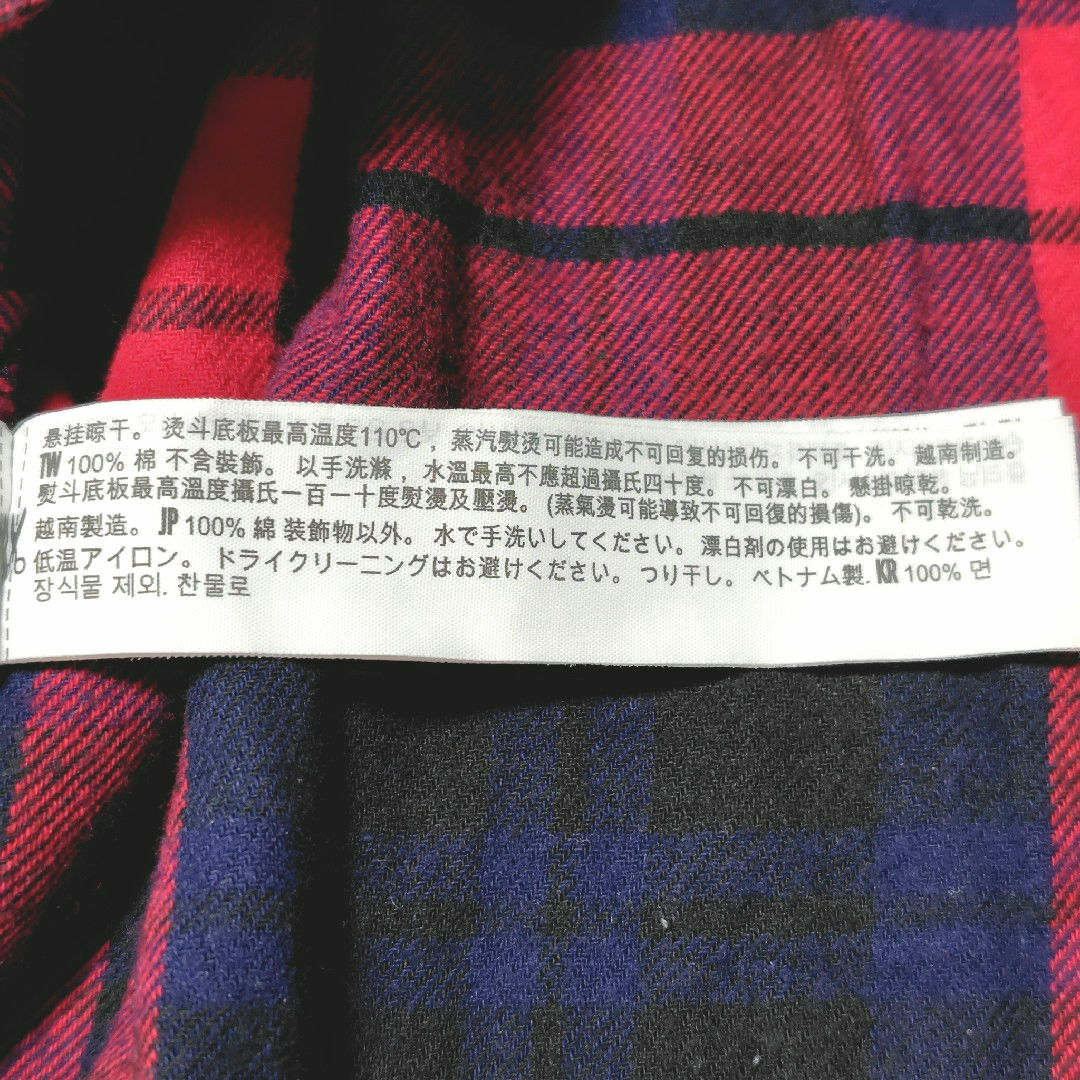 悬挂晾干。 烫斗底板最高温度110℃，蒸汽熨烫可能造成不可回复的损伤。 不可干洗。 越南制造。
TW 100% 棉 不含裝飾。 以手洗滌，水溫最高不應超過攝氏四十度。 不可漂白。 懸掛晾乾。
熨斗底板最高溫度攝氏一百一十度熨燙及壓燙。(蒸氣燙可能導致不可回復的損傷)。 不可乾洗。
越南製造。 JP 100% 綿 装飾物以外。 水で手洗いしてください。 漂白剤の使用はお避けください。
低温アイロン。 ドライクリーニングはお避けください。 つり干し。 ベトナム製. KR 100% 면
장식물 제외. 찬물로